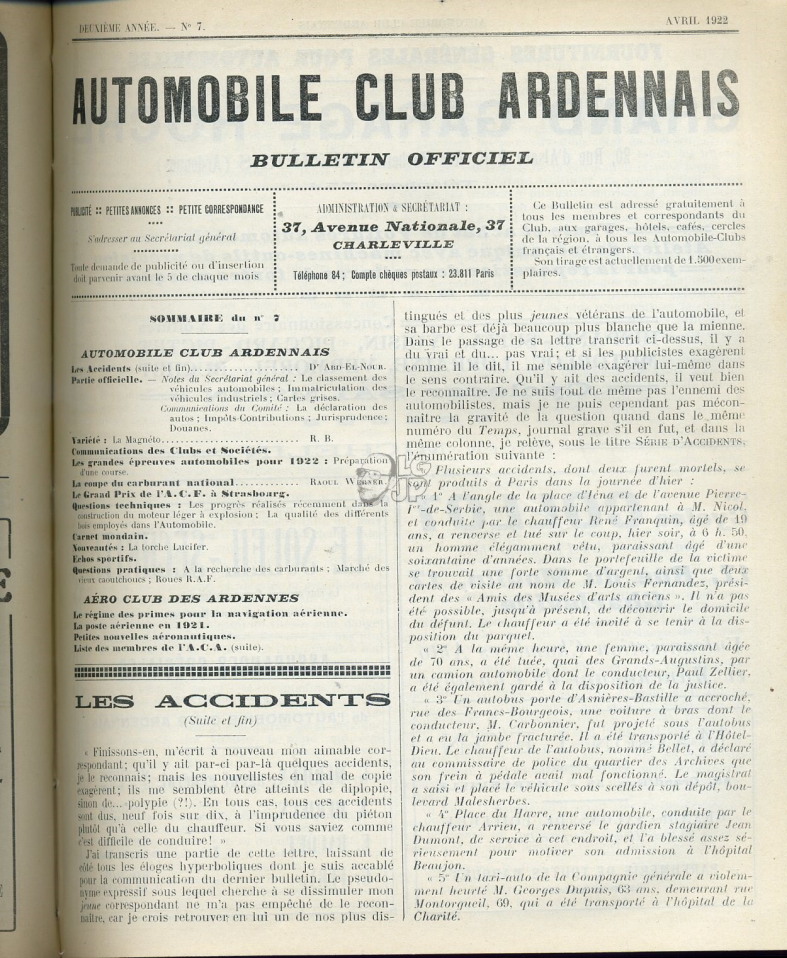 DEUXIÈME ANNÉE. — N° 7.
AVRIL 1922
AUTOMOBILE CLUB ARDENNAIS
BULLETIN OFFICIEL
PUBLICITÉ :: PETITES ANNONCES :: PETITE CORRESPONDANCE
S'adresser au Secrétariat général
Toute demande de publicité ou d'insertion
doit parvenir avant le 5 de chaque mois
ADMINISTRATION & SECRÉTARIAT :
37, Avenue Nationale, 37
CHARLEVILLE
Téléphone 84 ; Compte chèques postaux : 23.811 Paris
Ce Bulletin est adressé gratuitement à
tous les membres et correspondants du
Club, aux garages, hôtels, cafés, cercles
de la région, à tous les Automobile-Clubs
français et étrangers.
Son tirage est actuellement de 1.300 exem-
plaires.
SOMMAIRE du n° 7
AUTOMOBILE CLUB ARDENNAIS
Les Accidents (suite et fin) Dr ABD-EL-NOUR.
Partie officielle. — Notes du Secrétariat général : Le classement des
véhicules automobiles ; Immatriculation des
véhicules industriels ; Cartes grises.
Communications du Comité : La déclaration des
autos ; Impôts-Contributions ; Jurisprudence ;
Douanes.
Variété : La Magnéto R. B.
Communications des Clubs et Sociétés.
Les grandes épreuves automobiles pour 1922 : Préparation
d'une course.
La coupe du carburant national RAOUL WEGNER.
Le Grand Prix de l'A.C.F. à Strasbourg.
Questions techniques : Les progrès réalisés récemment dans la
construction du moteur léger à explosion ; La qualité des différents
bois employés dans l'Automobile.
Carnet mondain.
Nouveautés : La torche Lucifer.
Echos sportifs.
Questions pratiques : A la recherche des carburants ; Marché des
vieux caoutchoucs ; Roues R.A.F.
AÉRO CLUB DES ARDENNES
Le régime des primes pour la navigation aérienne.
La poste aérienne en 1921.
Petites nouvelles aéronautiques.
Liste des membres de l'A.C.A. (suite).
LES ACCIDENTS
(Suite et fin)
« Finissons-en, m'écrit à nouveau mon aimable cor-
respondant; qu'il y ait par-ci par-là quelques accidents,
je le reconnais; mais les nouvellistes en mal de copie
exagèrent; ils me semblent être atteints de diplopie,
sinon de... polypie (?!). En tous cas, tous ces accidents
sont dus, neuf fois sur dix, à l'imprudence du piéton
plutôt qu'à celle du chauffeur. Si vous saviez comme
c'est difficile de conduire! »
J'ai transcris une partie de cette lettre, laissant de
côté tous les éloges hyperboliques dont je suis accablé
pour la communication du dernier bulletin. Le pseudo-
nyme expressif sous lequel cherche à se dissimuler mon
jeune correspondant ne m'a pas empêché de le recon-
naître, car je crois retrouver en lui un de nos plus dis-
tingués et des plus jeunes vétérans de l'automobile, et
sa barbe est déjà beaucoup plus blanche que la mienne.
Dans le passage de sa lettre transcrit ci-dessus, il y a
du vrai et du... pas vrai; et si les publicistes exagèrent
comme il le dit, il me semble exagérer lui-même dans
le sens contraire. Qu'il y ait des accidents, il veut bien
le reconnaître. Je ne suis tout de même pas l'ennemi des
automobilistes, mais je ne puis cependant pas mécon-
naître la gravité de la question quand dans le même
numéro du Temps, journal grave s'il en fut, et dans la
même colonne, je relève, sous le titre SÉRIE D'ACCIDENTS,
l'énumération suivante :
« Plusieurs accidents, dont deux furent mortels, se
sont produits à Paris dans la journée d'hier :
« 1° A l'angle de la place d'Iéna et de l'avenue Pierre-
Ier-de-Serbie, une automobile appartenant à M. Nicol,
et conduite par le chauffeur René Franquin, âgé de 19
ans, a renversé et tué sur le coup, hier soir, à 6 h. 50,
un homme élégamment vêtu, paraissant âgé d'une
soixantaine d'années. Dans le portefeuille de la victime
se trouvait une forte somme d'argent, ainsi que deux
cartes de visite au nom de M. Louis Fernandez, prési-
dent des « Amis des Musées d'arts anciens ». Il n'a pas
été possible, jusqu'à présent, de découvrir le domicile
du défunt. Le chauffeur a été invité à se tenir à la dis-
position du parquet.
« 2° A la même heure, une femme, paraissant âgée
de 70 ans, a été tuée, quai des Grands-Augustins, par
un camion automobile dont le conducteur, Paul Zellier,
a été également gardé à la disposition de la justice.
« 3° Un autobus porte d'Asnières-Bastille a accroché,
rue des Francs-Bourgeois, une voiture à bras dont le
conducteur, M. Carbonnier, fut projeté sous l'autobus
et a eu la jambe fracturée. Il a été transporté à l'Hôtel-
Dieu. Le chauffeur de l'autobus, nommé Bellet, a déclaré
au commissaire de police du quartier des Archives que
son frein à pédale avait mal fonctionné. Le magistrat
a saisi et placé le véhicule sous scellés à son dépôt, bou-
levard Malesherbes.
« 4° Place du Havre, une automobile, conduite par le
chauffeur Arrieu, a renversé le gardien stagiaire Jean
Dumont, de service à cet endroit, et l'a blessé assez sé-
rieusement pour motiver son admission à l'hôpital
Beaujon.
« 5° Un taxi-auto de la Compagnie générale a violem-
ment heurté M. Georges Dupuis, 63 ans, demeurant rue
Montorgueil, 69, qui a été transporté à l'hôpital de la
Charité.